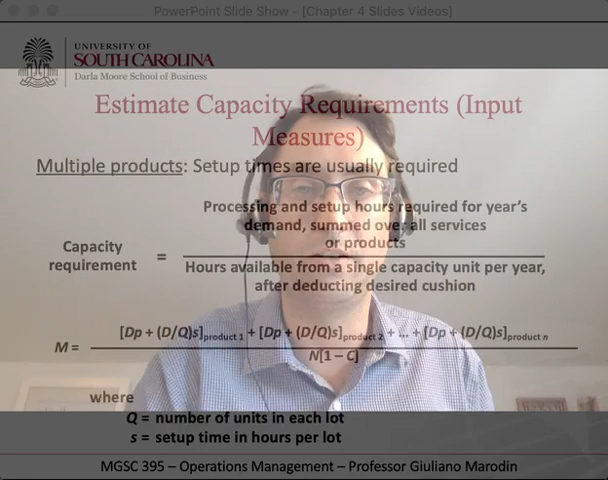 PowerPoint Slide Show - [Chapter 4 Slides Videos]
UNIVERSITY OF
SOUTH CAROLINA
Darla Moore School of Business
Estimate Capacity Requirements (Input
Measures)
Multiple products: Setup times are usually required
Processing and setup hours required for year's
demand, summed over all services
or products
Capacity
requirement
=
Hours available from a single capacity unit per year,
after deducting desired cushion
M = [Dp + (D/Q)s]product 1 + [Dp + (D/Q)s]product 2 + ... + [Dp + (D/Q)s]product n
N[1 – C]
where
Q = number of units in each lot
s = setup time in hours per lot
MGSC 395 – Operations Management – Professor Giuliano Marodin